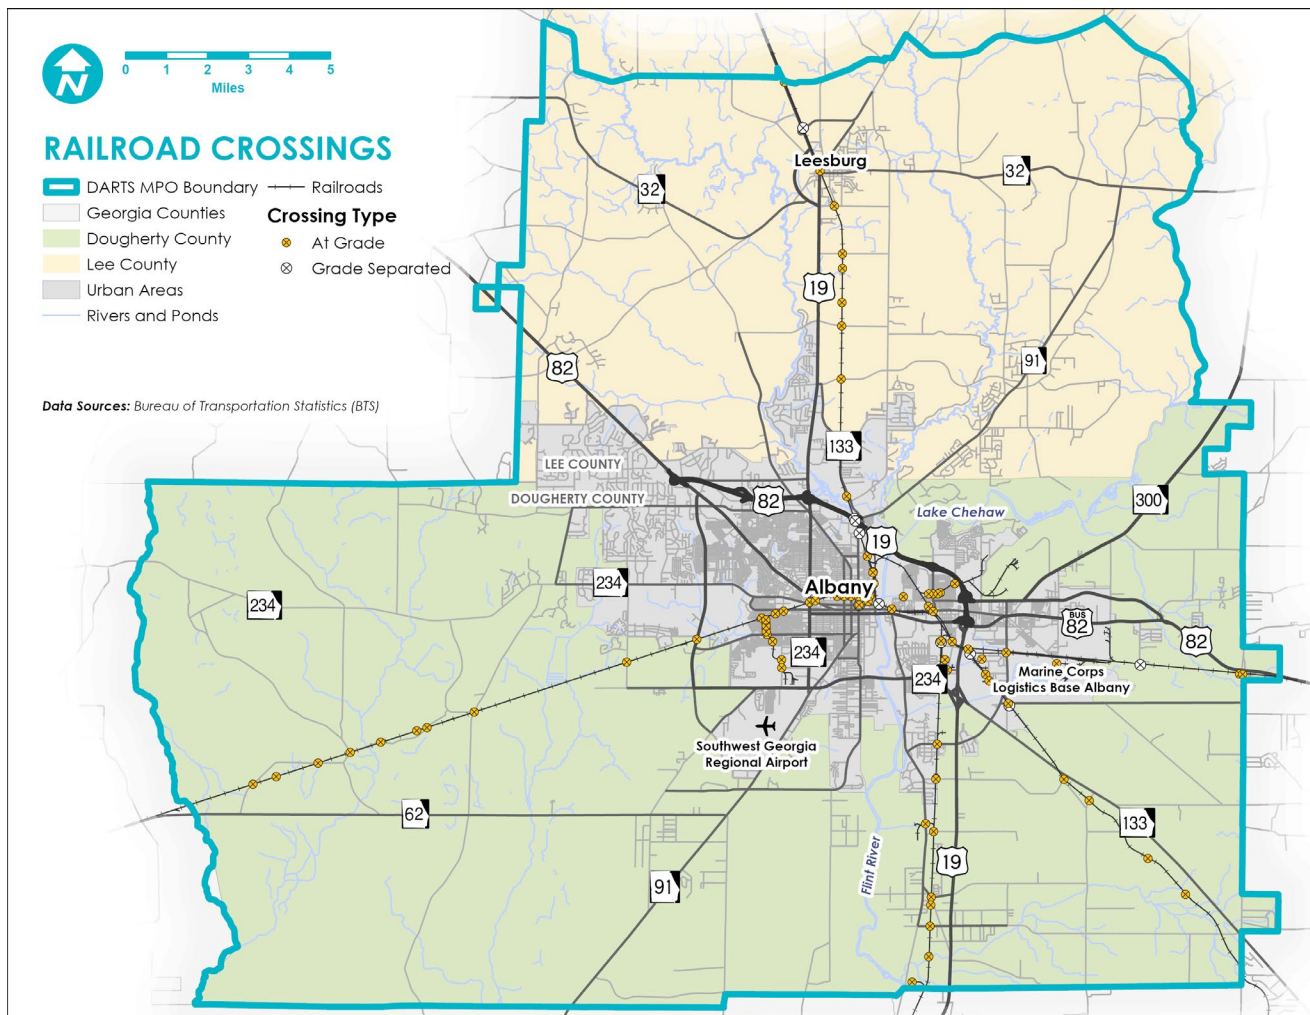 N
0 1 2 3 4 5
Miles
RAILROAD CROSSINGS
DARTS MPO Boundary
Georgia Counties
Dougherty County
Lee County
Urban Areas
Rivers and Ponds
Railroads
Crossing Type
At Grade
Grade Separated
Data Sources: Bureau of Transportation Statistics (BTS)
Leesburg
32
32
19
91
82
133
LEE COUNTY
DOUGHERTY COUNTY
82
300
Lake Chehaw
19
234
234
Albany
BUS
82
82
234
234
Marine Corps
Logistics Base Albany
Southwest Georgia
Regional Airport
62
133
Flint River
19
91